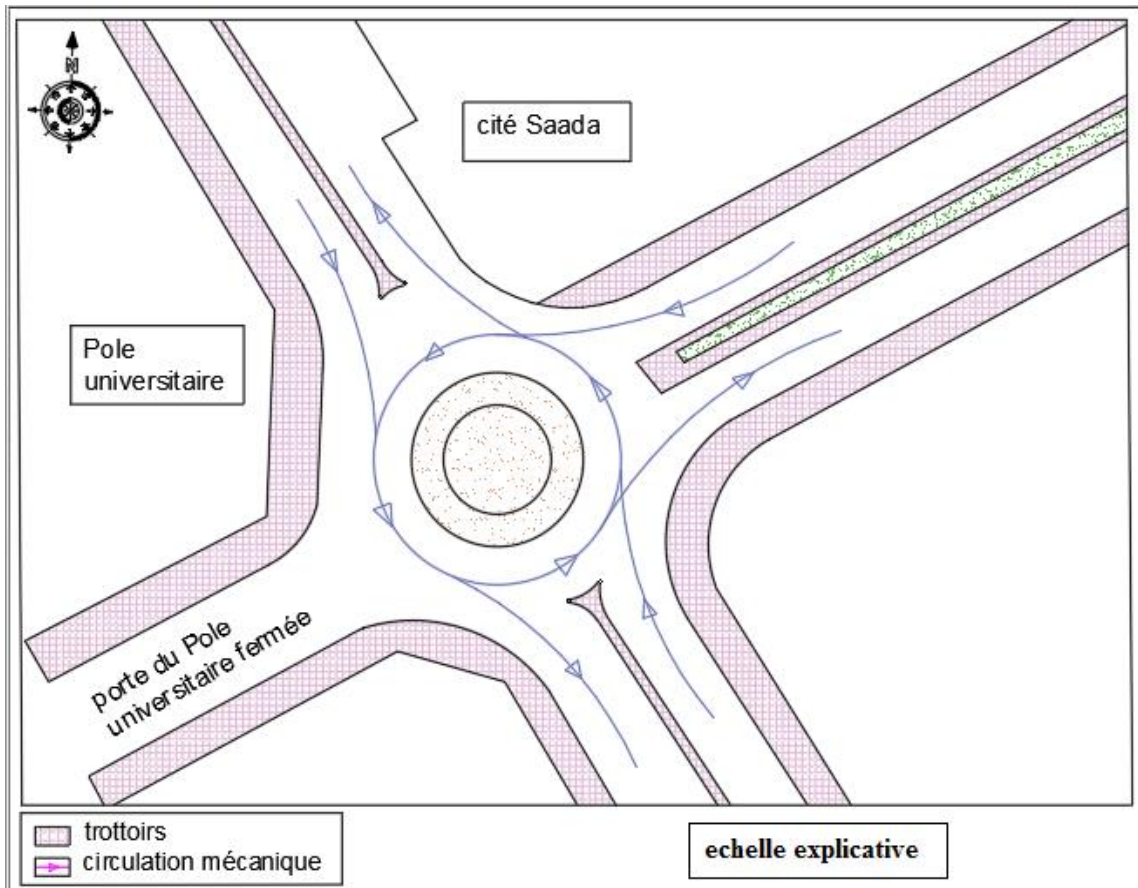 N
cité Saada
Pole
universitaire
porte du Pole
universitaire fermée
trottoirs
circulation mécanique
echelle explicative